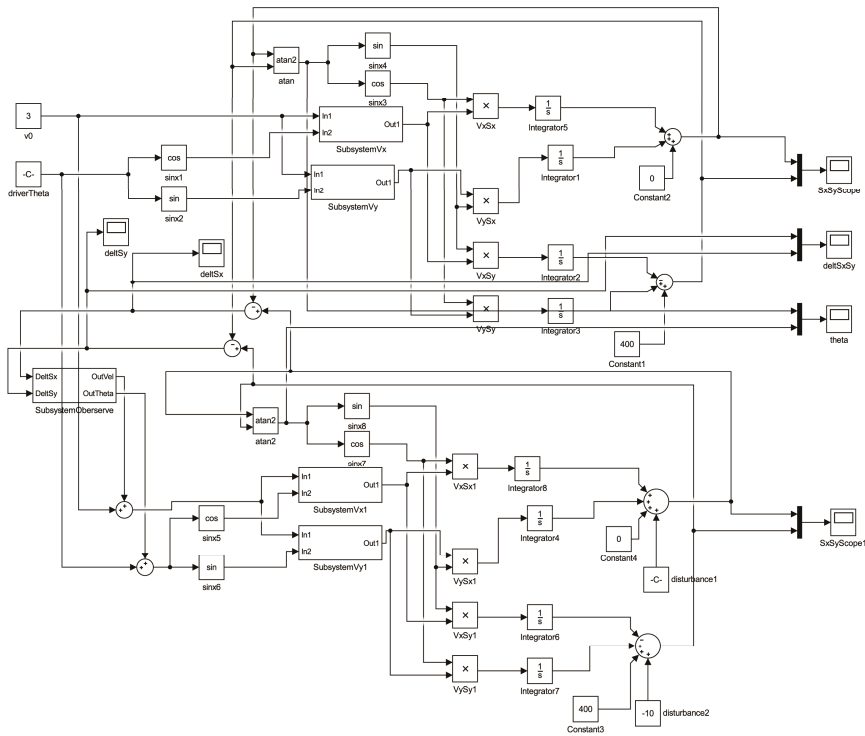 atan2
atan
sin
sinx4
cos
sinx3
3
v0
-C-
driverTheta
cos
sinx1
sin
sinx2
In1
In2
Out1
SubsystemVx
In1
In2
Out1
SubsystemVy
×
VxSx
×
VySx
×
VxSy
×
VySy
1
s
Integrator5
1
s
Integrator1
1
s
Integrator2
1
s
Integrator3
0
Constant2
400
Constant1
SxSyScope
deltSxSy
theta
deltSy
deltSx
DeltSx
DeltSy
OutVel
OutTheta
SubsystemOberserve
atan2
atan2
sin
sinx8
cos
sinx7
cos
sinx5
sin
sinx6
In1
In2
Out1
SubsystemVx1
In1
In2
Out1
SubsystemVy1
×
VxSx1
×
VySx1
×
VxSy1
×
VySy1
1
s
Integrator8
1
s
Integrator4
1
s
Integrator6
1
s
Integrator7
0
Constant4
-C-
disturbance1
400
Constant3
-10
disturbance2
SxSyScope1